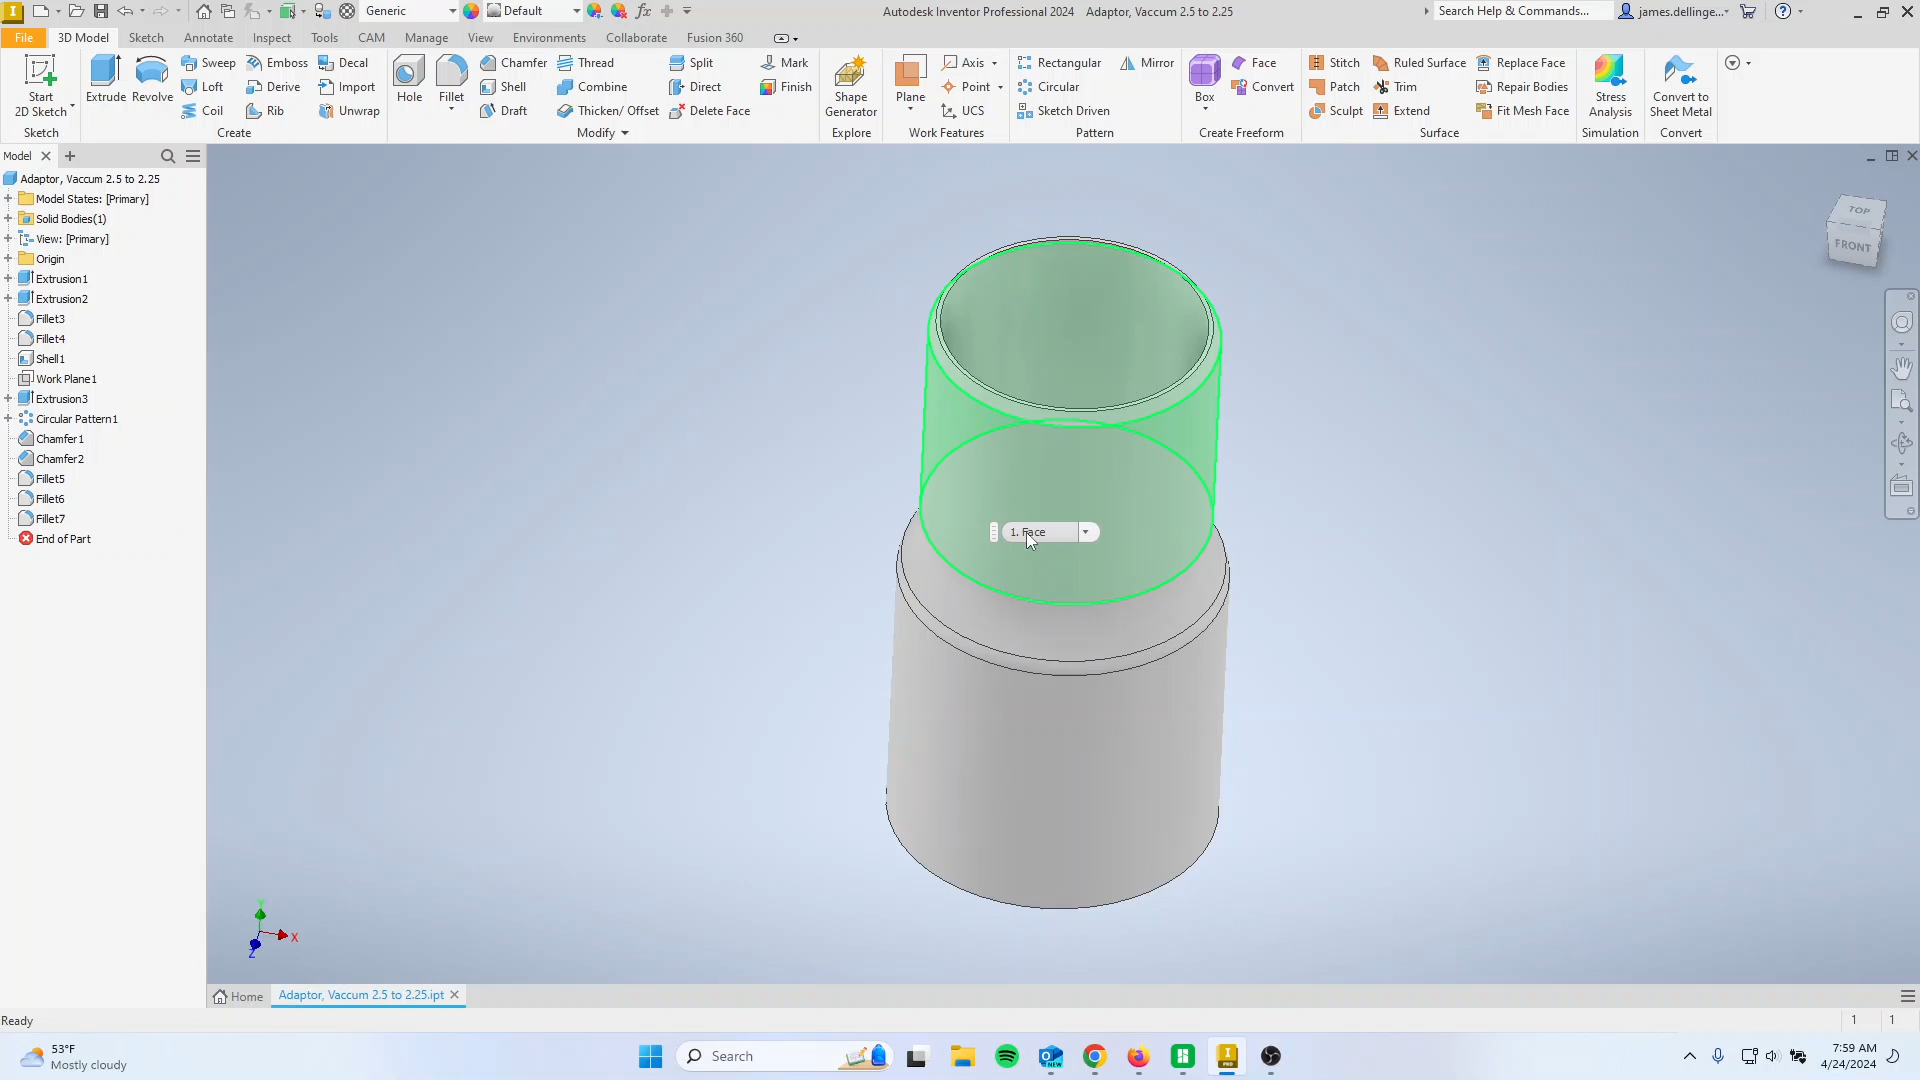 Generic
Default
fx
Autodesk Inventor Professional 2024 Adaptor, Vaccum 2.5 to 2.25
Search Help & Commands...
james.dellinge...
File
3D Model
Sketch
Annotate
Inspect
Tools
CAM
Manage
View
Environments
Collaborate
Fusion 360
Start
2D Sketch
Sketch
Extrude
Revolve
Sweep
Loft
Coil
Emboss
Derive
Rib
Decal
Import
Unwrap
Create
Hole
Fillet
Chamfer
Shell
Draft
Thread
Combine
Thicken/ Offset
Split
Direct
Delete Face
Mark
Finish
Modify
Shape
Generator
Explore
Plane
Axis
Point
UCS
Work Features
Rectangular
Circular
Sketch Driven
Mirror
Pattern
Box
Face
Convert
Create Freeform
Stitch
Patch
Sculpt
Ruled Surface
Trim
Extend
Replace Face
Repair Bodies
Fit Mesh Face
Surface
Stress
Analysis
Simulation
Convert to
Sheet Metal
Convert
Model
Adaptor, Vaccum 2.5 to 2.25
Model States: [Primary]
Solid Bodies(1)
View: [Primary]
Origin
Extrusion1
Extrusion2
Fillet3
Fillet4
Shell1
Work Plane1
Extrusion3
Circular Pattern1
Chamfer1
Chamfer2
Fillet5
Fillet6
Fillet7
End of Part
TOP
FRONT
1. Face
Y
X
Z
Home
Adaptor, Vaccum 2.5 to 2.25.ipt
Ready
1 1
53°F
Mostly cloudy
Search
NEW
PRO
7:59 AM
4/24/2024